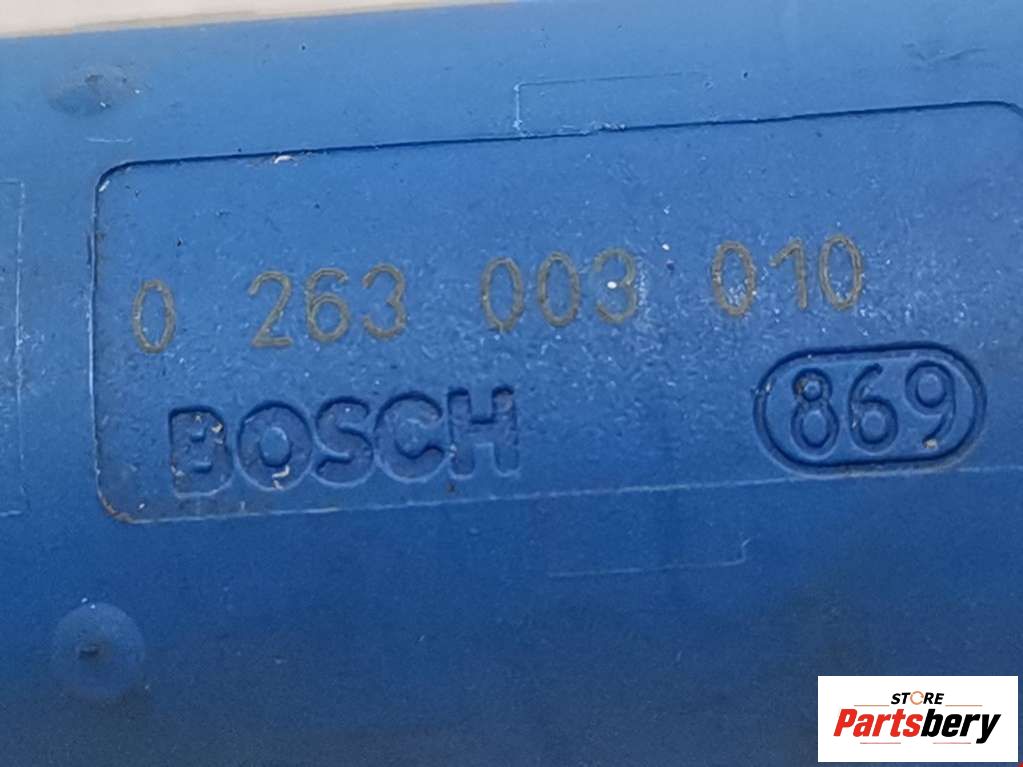 0 263 003 010
BOSCH
869
STORE
Partsbery